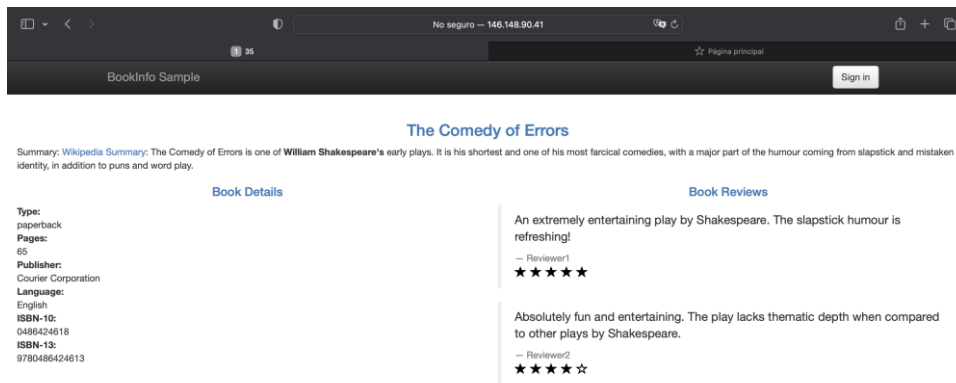 No seguro — 146.148.90.41
1 35
Página principal
BookInfo Sample
Sign in
The Comedy of Errors
Summary: Wikipedia Summary: The Comedy of Errors is one of William Shakespeare's early plays. It is his shortest and one of his most farcical comedies, with a major part of the humour coming from slapstick and mistaken
identity, in addition to puns and word play.
Book Details
Type:
paperback
Pages:
65
Publisher:
Courier Corporation
Language:
English
ISBN-10:
0486424618
ISBN-13:
9780486424613
Book Reviews
An extremely entertaining play by Shakespeare. The slapstick humour is
refreshing!
— Reviewer1
★★★★★
Absolutely fun and entertaining. The play lacks thematic depth when compared
to other plays by Shakespeare.
— Reviewer2
★★★★☆